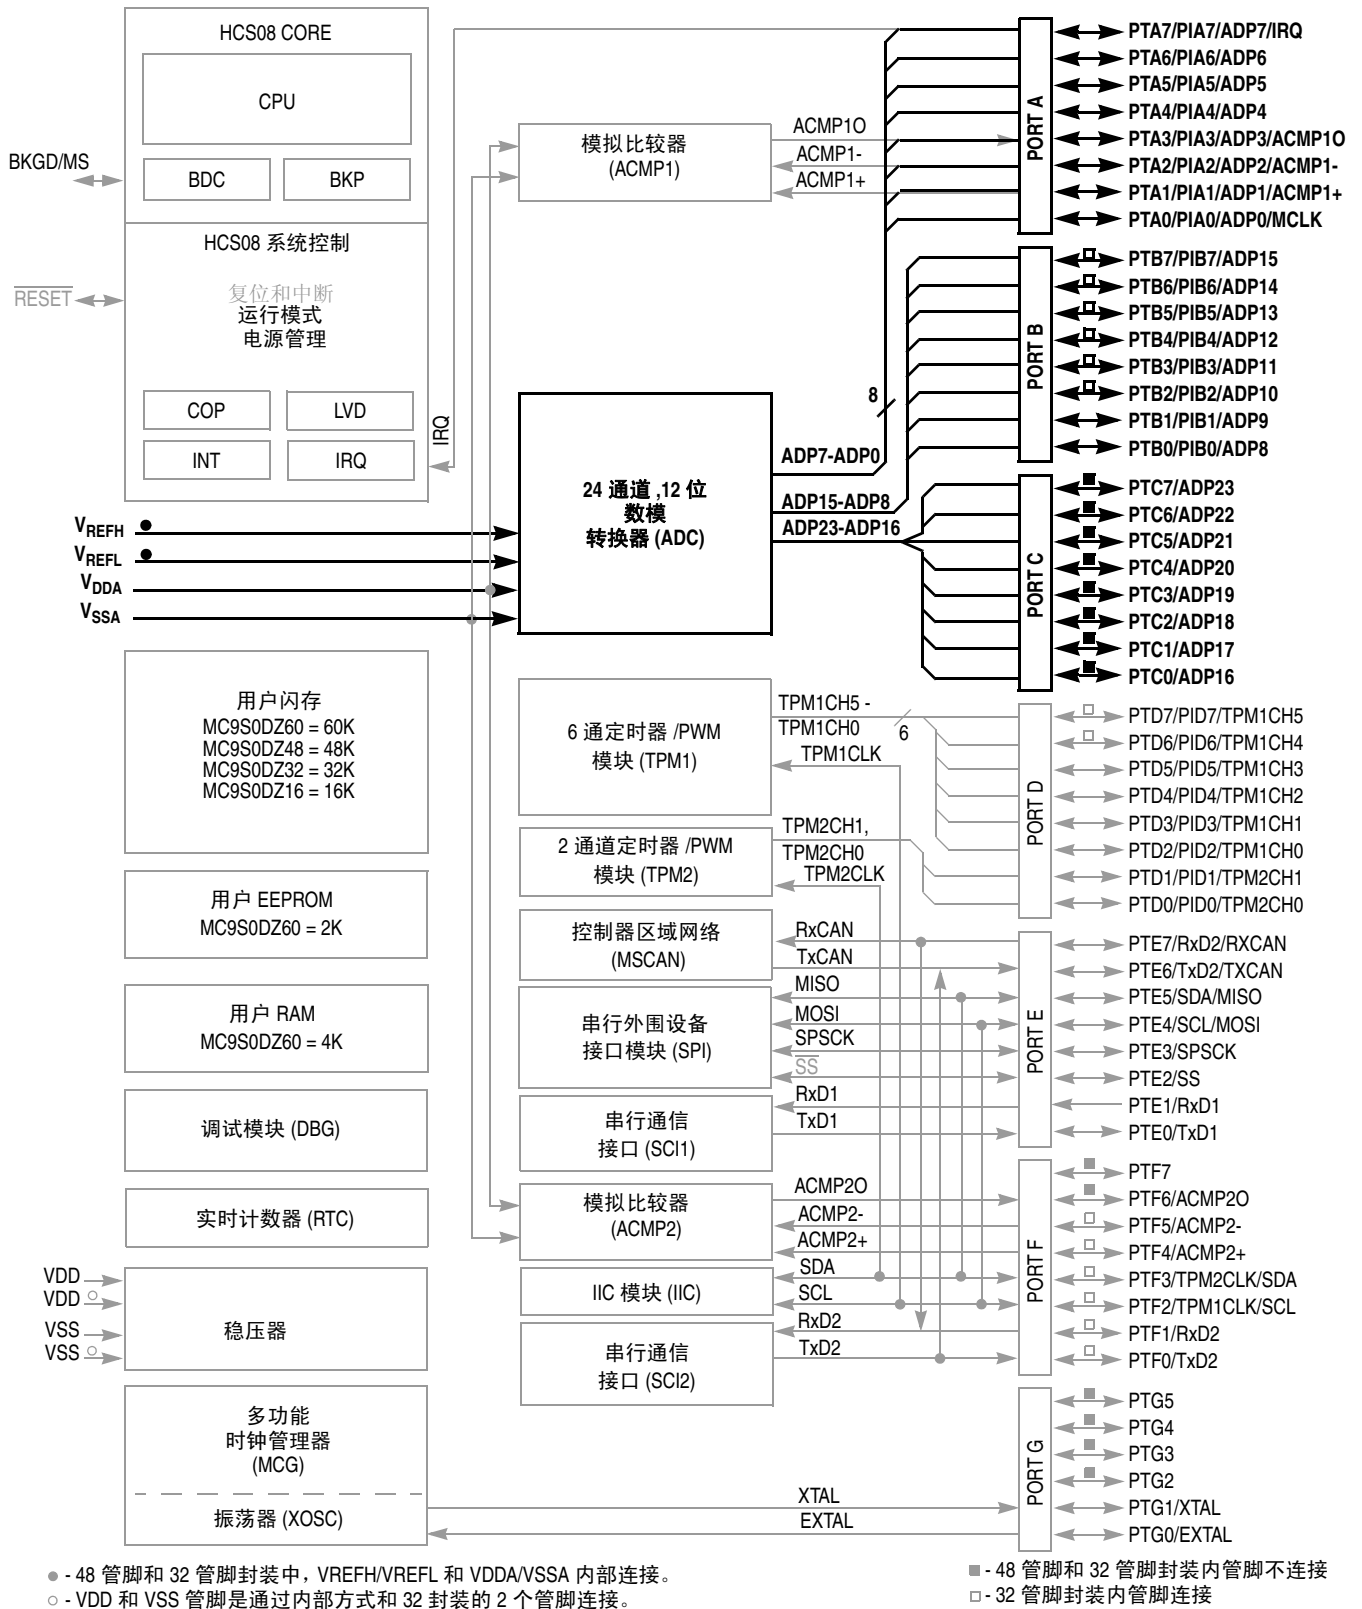 HCS08 CORE
CPU
BKGD/MS
BDC
BKP
HCS08 系统控制
RESET
复位和中断
运行模式
电源管理
COP
LVD
INT
IRQ
IRQ
模拟比较器
(ACMP1)
ACMP1O
ACMP1-
ACMP1+
PORT A
PTA7/PIA7/ADP7/IRQ
PTA6/PIA6/ADP6
PTA5/PIA5/ADP5
PTA4/PIA4/ADP4
PTA3/PIA3/ADP3/ACMP1O
PTA2/PIA2/ADP2/ACMP1-
PTA1/PIA1/ADP1/ACMP1+
PTA0/PIA0/ADP0/MCLK
PORT B
PTB7/PIB7/ADP15
PTB6/PIB6/ADP14
PTB5/PIB5/ADP13
PTB4/PIB4/ADP12
PTB3/PIB3/ADP11
PTB2/PIB2/ADP10
PTB1/PIB1/ADP9
PTB0/PIB0/ADP8
8
VREFH
VREFL
VDDA
VSSA
24 通道 ,12 位
数模
转换器 (ADC)
ADP7-ADP0
ADP15-ADP8
ADP23-ADP16
PORT C
PTC7/ADP23
PTC6/ADP22
PTC5/ADP21
PTC4/ADP20
PTC3/ADP19
PTC2/ADP18
PTC1/ADP17
PTC0/ADP16
用户闪存
MC9S0DZ60 = 60K
MC9S0DZ48 = 48K
MC9S0DZ32 = 32K
MC9S0DZ16 = 16K
6 通定时器 /PWM
模块 (TPM1)
TPM1CH5 -
TPM1CH0
6
TPM1CLK
2 通道定时器 /PWM
模块 (TPM2)
TPM2CH1,
TPM2CH0
TPM2CLK
PORT D
PTD7/PID7/TPM1CH5
PTD6/PID6/TPM1CH4
PTD5/PID5/TPM1CH3
PTD4/PID4/TPM1CH2
PTD3/PID3/TPM1CH1
PTD2/PID2/TPM1CH0
PTD1/PID1/TPM2CH1
PTD0/PID0/TPM2CH0
用户 EEPROM
MC9S0DZ60 = 2K
控制器区域网络
(MSCAN)
RxCAN
TxCAN
用户 RAM
MC9S0DZ60 = 4K
串行外围设备
接口模块 (SPI)
MISO
MOSI
SPSCK
SS
PORT E
PTE7/RxD2/RXCAN
PTE6/TxD2/TXCAN
PTE5/SDA/MISO
PTE4/SCL/MOSI
PTE3/SPSCK
PTE2/SS
PTE1/RxD1
PTE0/TxD1
调试模块 (DBG)
串行通信
接口 (SCI1)
RxD1
TxD1
实时计数器 (RTC)
模拟比较器
(ACMP2)
ACMP2O
ACMP2-
ACMP2+
IIC 模块 (IIC)
SDA
SCL
PORT F
PTF7
PTF6/ACMP2O
PTF5/ACMP2-
PTF4/ACMP2+
PTF3/TPM2CLK/SDA
PTF2/TPM1CLK/SCL
PTF1/RxD2
PTF0/TxD2
VDD
VDD
VSS
VSS
稳压器
串行通信
接口 (SCI2)
RxD2
TxD2
多功能
时钟管理器
(MCG)
振荡器 (XOSC)
XTAL
EXTAL
PORT G
PTG5
PTG4
PTG3
PTG2
PTG1/XTAL
PTG0/EXTAL
● - 48 管脚和 32 管脚封装中，VREFH/VREFL 和 VDDA/VSSA 内部连接。
○ - VDD 和 VSS 管脚是通过内部方式和 32 封装的 2 个管脚连接。
■ - 48 管脚和 32 管脚封装内管脚不连接
□ - 32 管脚封装内管脚连接